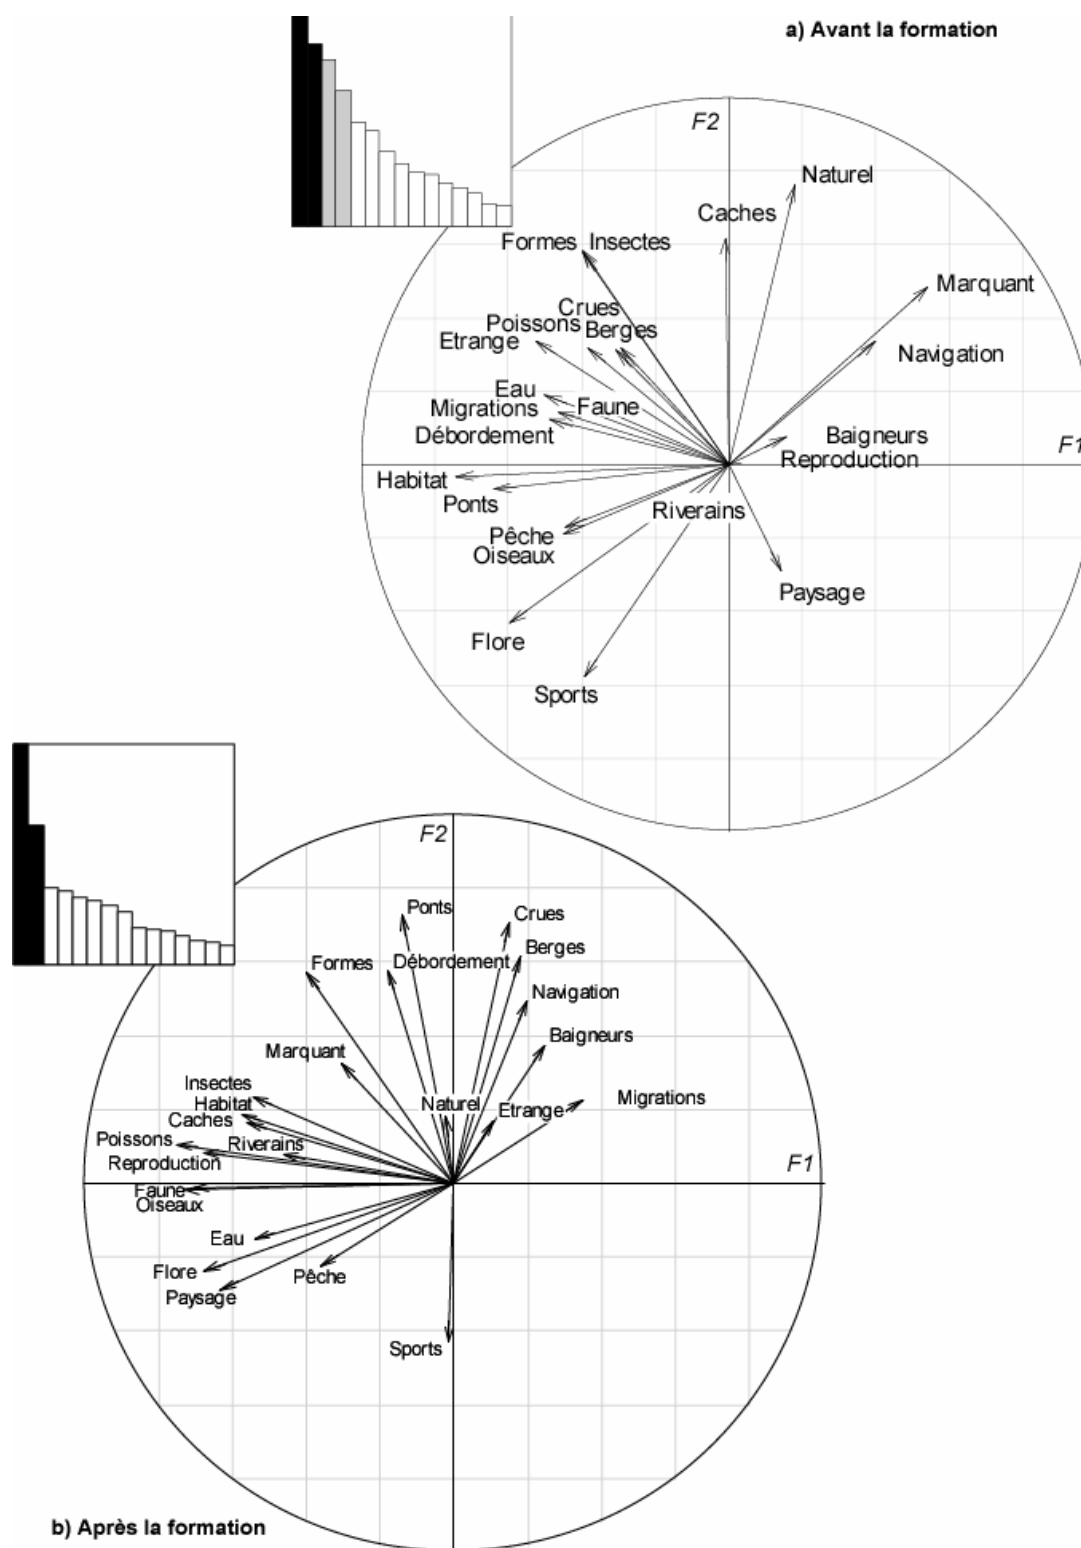 a) Avant la formation
F2
Naturel
Caches
Formes Insectes
Marquant
Crues
Poissons Berges
Etrange
Navigation
Eau
Migrations Faune
Débordement
Baigneurs
F1
Reproduction
Habitat
Ponts
Riverains
Pêche
Oiseaux
Paysage
Flore
Sports
F2
Ponts
Crues
Berges
Formes Débordement
Navigation
Baigneurs
Marquant
Insectes
Habitat Naturel Etrange Migrations
Caches
Poissons Riverains
Reproduction
F1
Faune
Oiseaux
Eau
Flore Pêche
Paysage
Sports
b) Après la formation